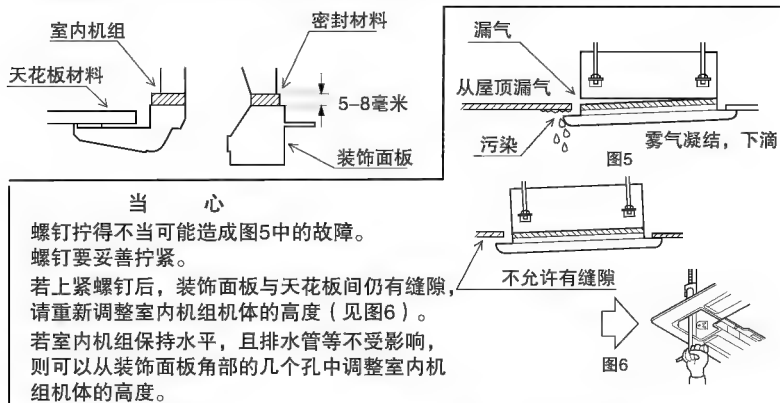 室内机组
密封材料
天花板材料
5–8毫米
装饰面板
漏气
从屋顶漏气
污染
雾气凝结，下滴
图5
当 心
螺钉拧得不当可能造成图5中的故障。
螺钉要妥善拧紧。
若上紧螺钉后，装饰面板与天花板间仍有缝隙，
请重新调整室内机组机体的高度（见图6）。
若室内机组保持水平，且排水管等不受影响，
则可以从装饰面板角部的几个孔中调整室内机
组机体的高度。
不允许有缝隙
图6